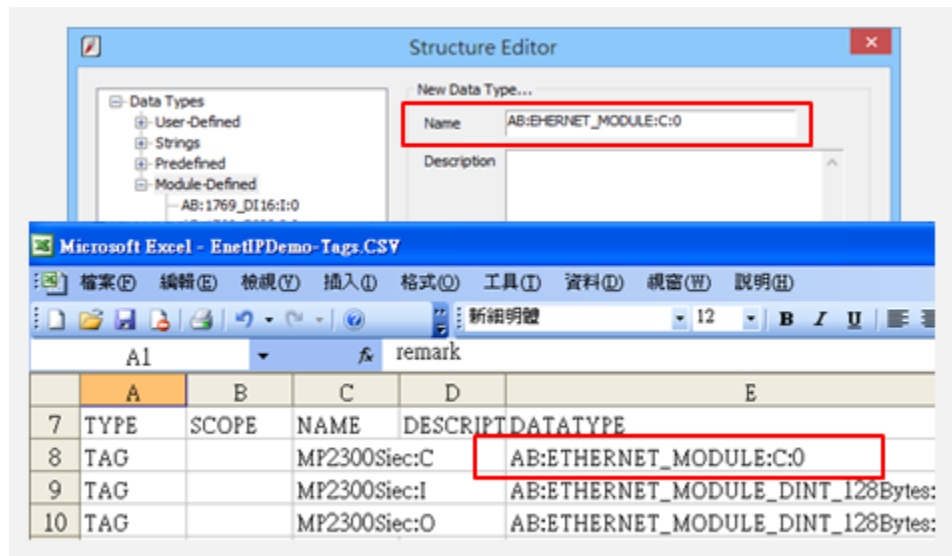 Structure Editor
New Data Type...
Data Types
User-Defined
Strings
Predefined
Module-Defined
AB:1769_DI16:I:0
Name AB:EHERNET_MODULE:C:0
Description
Microsoft Excel - EnetIPDemo-Tags.CSV
檔案(F) 編輯(E) 檢視(V) 插入(I) 格式(O) 工具(T) 資料(D) 視窗(W) 說明(H)
新細明體 12 B I U
A1 fx remark
A B C D E
7 TYPE SCOPE NAME DESCRIPT DATATYPE
8 TAG MP2300Siec:C AB:ETHERNET_MODULE:C:0
9 TAG MP2300Siec:I AB:ETHERNET_MODULE_DINT_128Bytes:
10 TAG MP2300Siec:O AB:ETHERNET_MODULE_DINT_128Bytes: